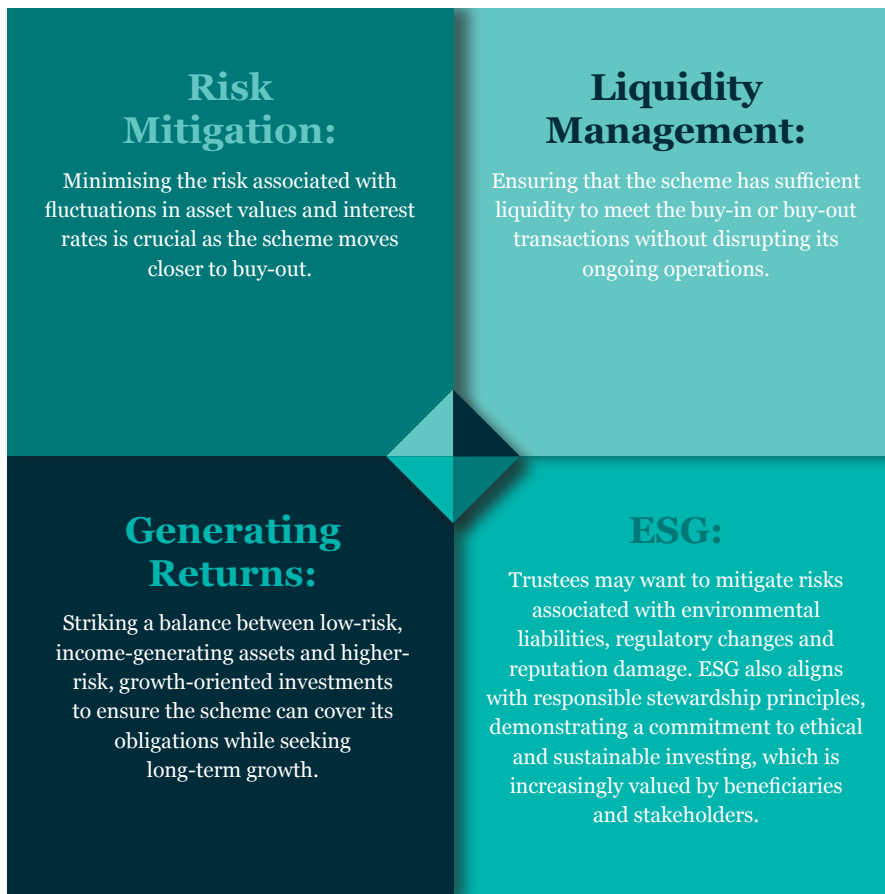 Risk
Mitigation:
Minimising the risk associated with
fluctuations in asset values and interest
rates is crucial as the scheme moves
closer to buy-out.
Liquidity
Management:
Ensuring that the scheme has sufficient
liquidity to meet the buy-in or buy-out
transactions without disrupting its
ongoing operations.
Generating
Returns:
Striking a balance between low-risk,
income-generating assets and higher-
risk, growth-oriented investments
to ensure the scheme can cover its
obligations while seeking
long-term growth.
ESG:
Trustees may want to mitigate risks
associated with environmental
liabilities, regulatory changes and
reputation damage. ESG also aligns
with responsible stewardship principles,
demonstrating a commitment to ethical
and sustainable investing, which is
increasingly valued by beneficiaries
and stakeholders.